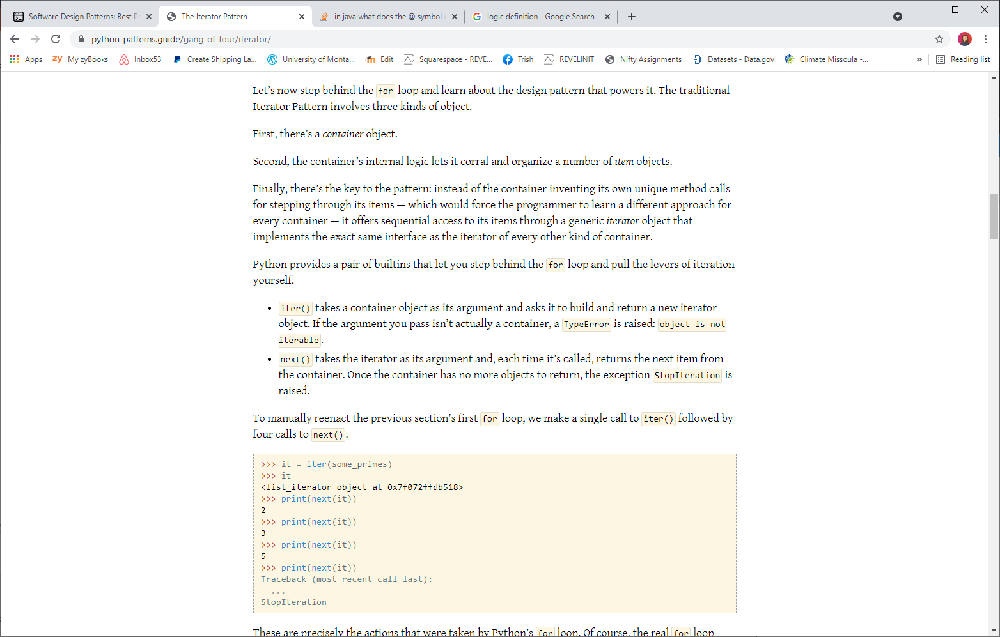 Software Design Patterns: Best Pr
The Iterator Pattern
in java what does the @ symbol
logic definition - Google Search
python-patterns.guide/gang-of-four/iterator/
Apps
zy My zyBooks
Inbox53
Create Shipping La...
University of Monta...
fn Edit
Squarespace - REVE...
Trish
REVELINIT
Nifty Assignments
Datasets - Data.gov
Climate Missoula -...
»
Reading list
Let’s now step behind the for loop and learn about the design pattern that powers it. The traditional
Iterator Pattern involves three kinds of object.
First, there’s a container object.
Second, the container’s internal logic lets it corral and organize a number of item objects.
Finally, there’s the key to the pattern: instead of the container inventing its own unique method calls
for stepping through its items — which would force the programmer to learn a different approach for
every container — it offers sequential access to its items through a generic iterator object that
implements the exact same interface as the iterator of every other kind of container.
Python provides a pair of builtins that let you step behind the for loop and pull the levers of iteration
yourself.
• iter() takes a container object as its argument and asks it to build and return a new iterator
object. If the argument you pass isn’t actually a container, a TypeError is raised: object is not
iterable.
• next() takes the iterator as its argument and, each time it’s called, returns the next item from
the container. Once the container has no more objects to return, the exception StopIteration is
raised.
To manually reenact the previous section’s first for loop, we make a single call to iter() followed by
four calls to next():
>>> it = iter(some_primes)
>>> it
<list_iterator object at 0x7f072ffdb518>
>>> print(next(it))
2
>>> print(next(it))
3
>>> print(next(it))
5
>>> print(next(it))
Traceback (most recent call last):
...
StopIteration
These are precisely the actions that were taken by Python’s for loop. Of course, the real for loop